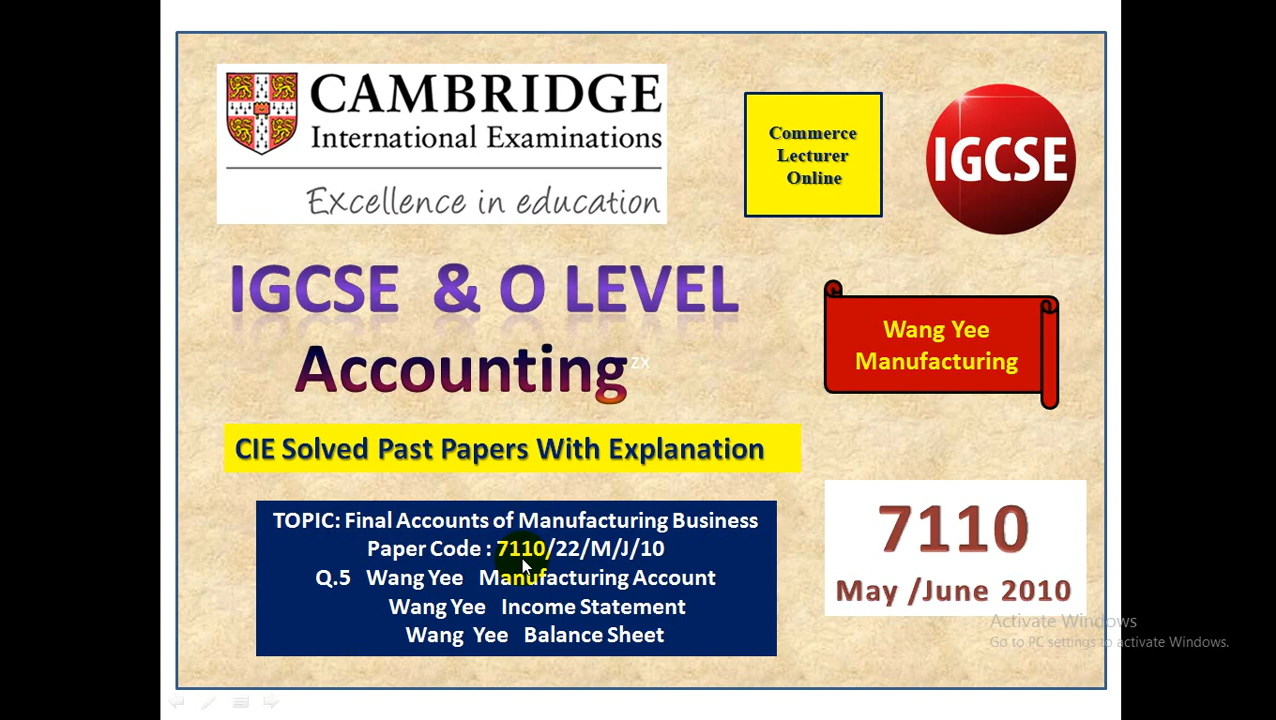 CAMBRIDGE
International Examinations
Excellence in education
Commerce
Lecturer
Online
IGCSE
IGCSE & O LEVEL
Accounting
zx
Wang Yee
Manufacturing
CIE Solved Past Papers With Explanation
TOPIC: Final Accounts of Manufacturing Business
Paper Code : 7110/22/M/J/10
Q.5 Wang Yee Manufacturing Account
Wang Yee Income Statement
Wang Yee Balance Sheet
7110
May /June 2010
Activate Windows
Go to PC settings to activate Windows.